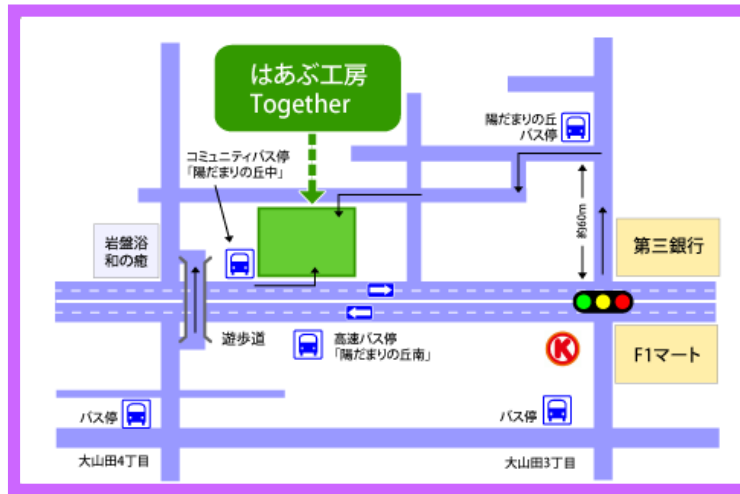 はあぶ工房
Together
陽だまりの丘
バス停
コミュニティバス停
「陽だまりの丘中」
約60m
岩盤浴
和の癒
第三銀行
遊歩道
高速バス停
「陽だまりの丘南」
K
F1マート
バス停
バス停
大山田4丁目
大山田3丁目